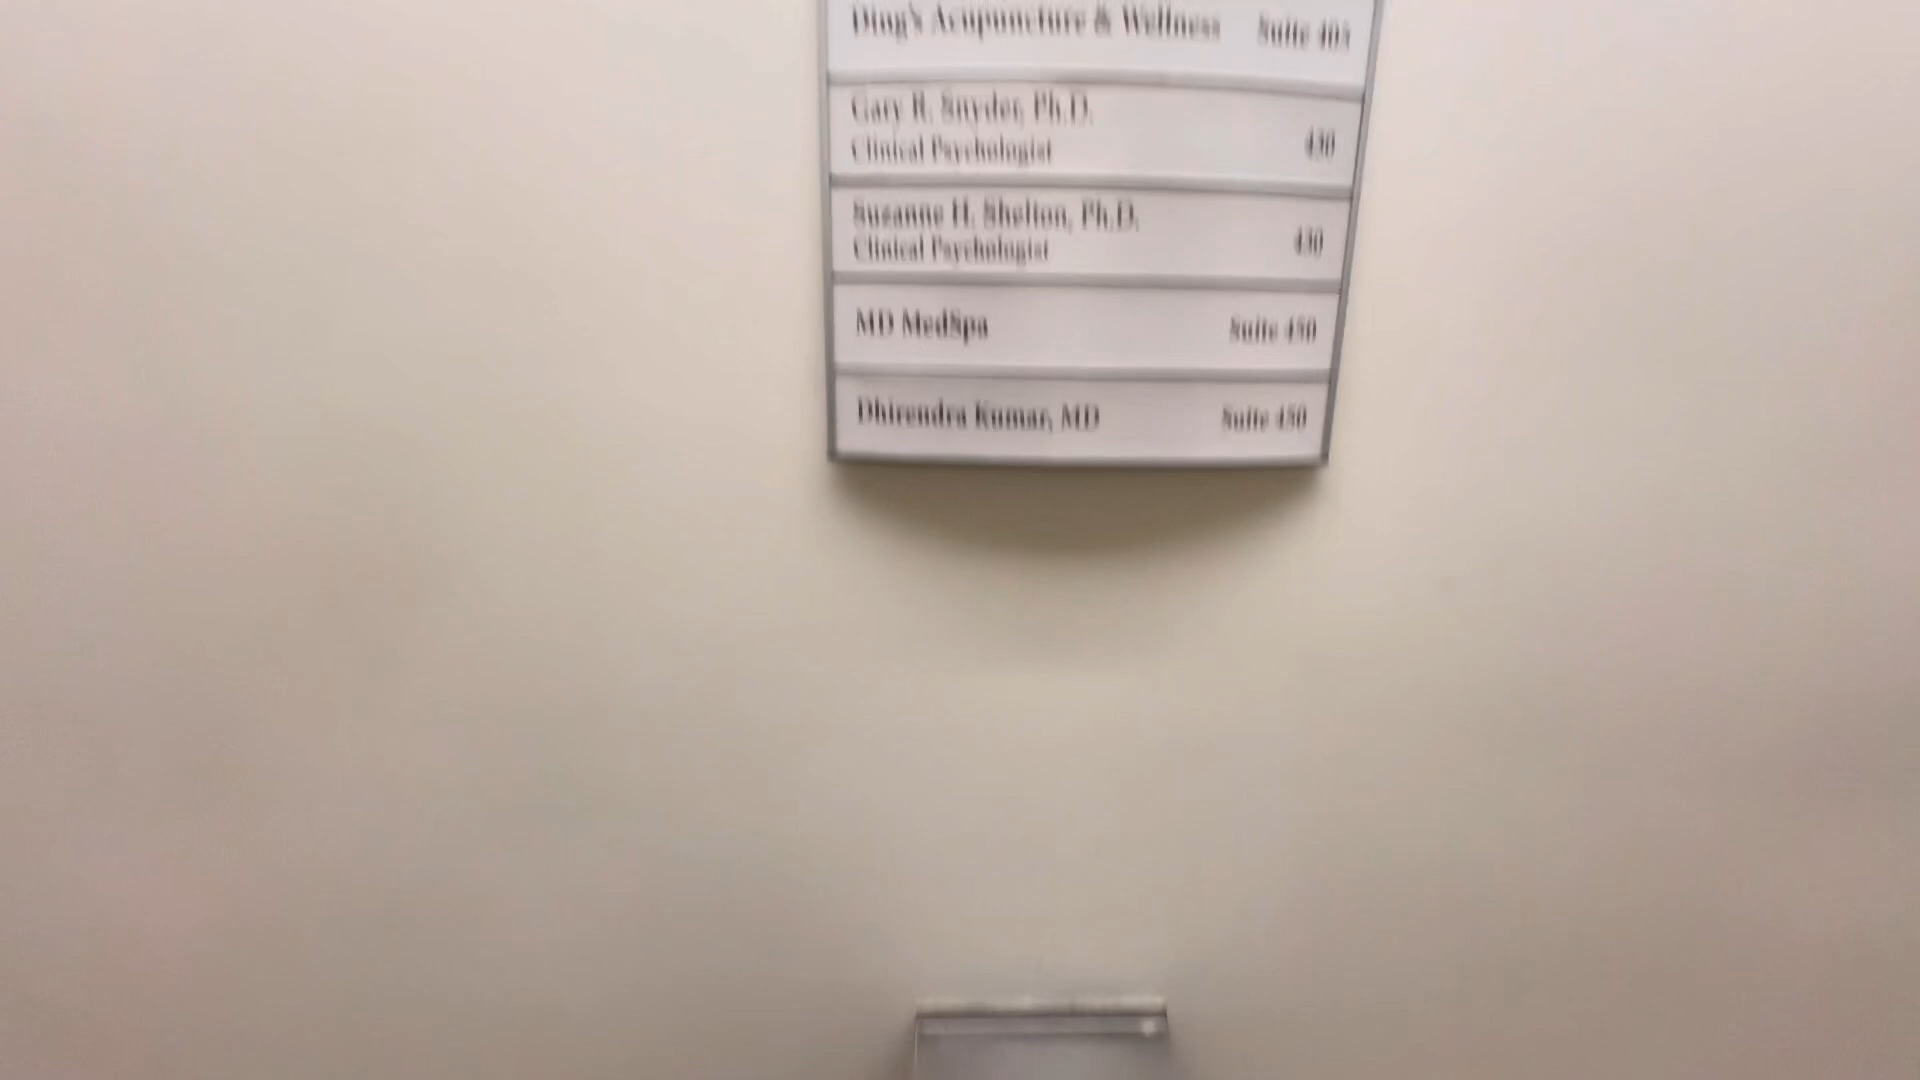 Ding's Acupuncture & Wellness Suite 405
Gary R. Snyder, Ph.D.
Clinical Psychologist 430
Suzanne H. Shelton, Ph.D.
Clinical Psychologist 430
MD MedSpa Suite 450
Dhirendra Kumar, MD Suite 450